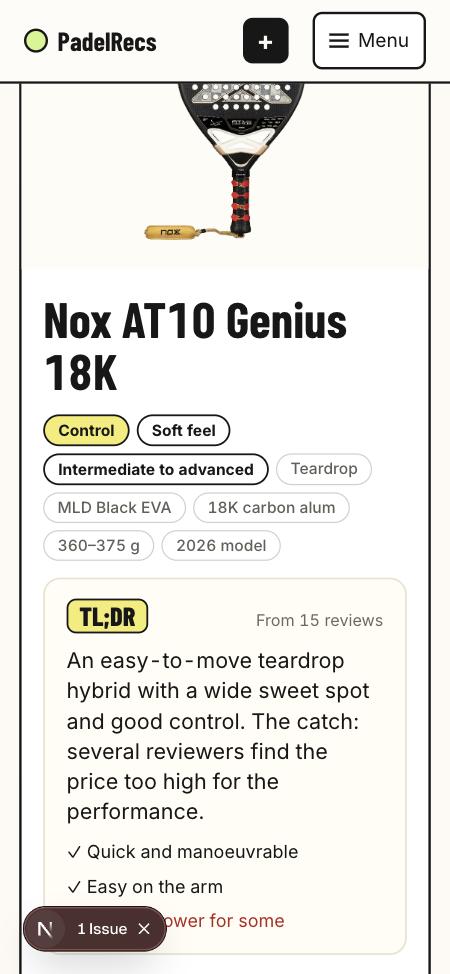 PadelRecs
+
Menu
nox
Nox AT10 Genius
18K
Control
Soft feel
Intermediate to advanced
Teardrop
MLD Black EVA
18K carbon alum
360–375 g
2026 model
TL;DR
From 15 reviews
An easy-to-move teardrop
hybrid with a wide sweet spot
and good control. The catch:
several reviewers find the
price too high for the
performance.
✓ Quick and manoeuvrable
✓ Easy on the arm
ower for some
N
1 Issue